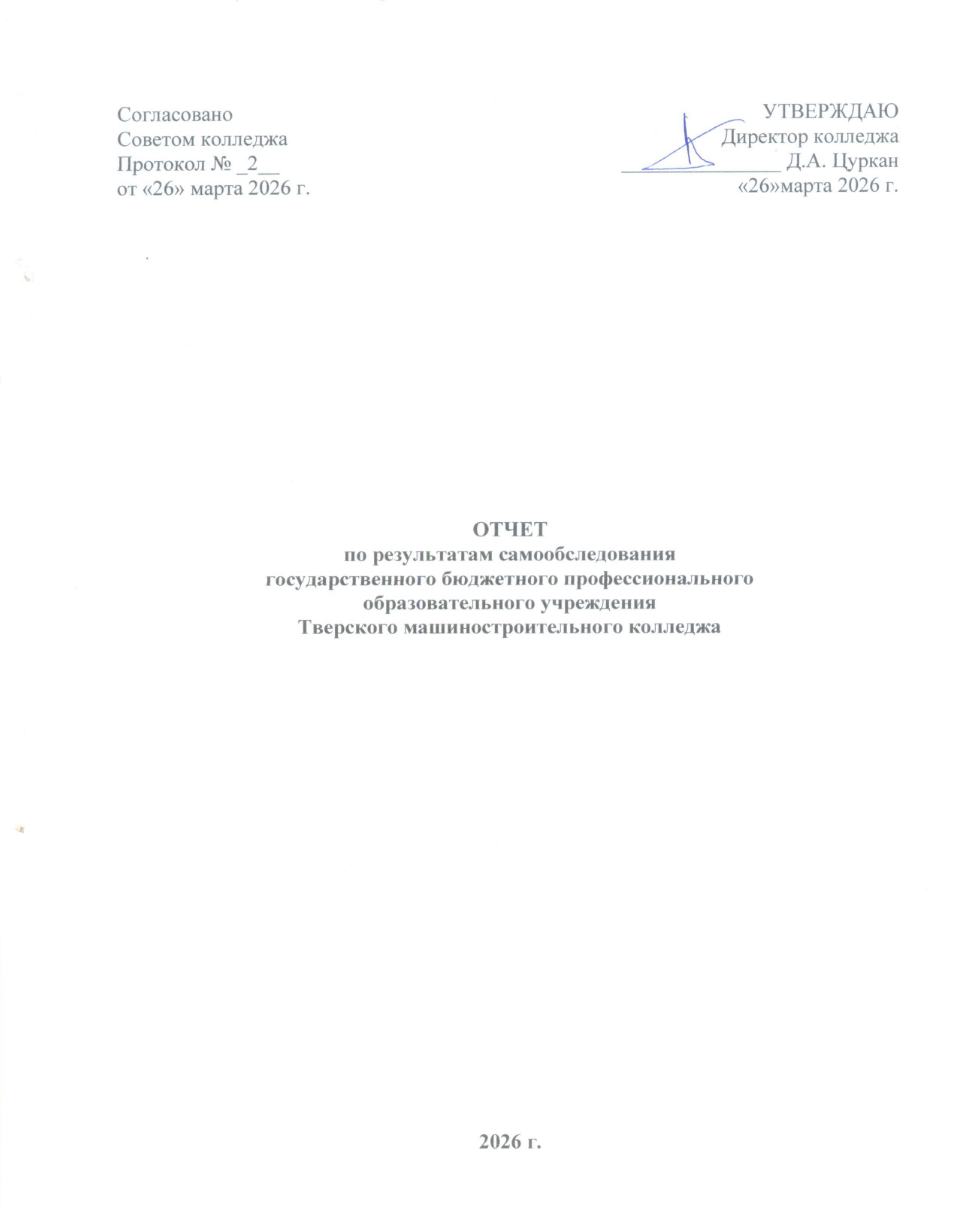 Согласовано
Советом колледжа
Протокол № _2__
от «26» марта 2026 г.
УТВЕРЖДАЮ
Директор колледжа
_______________ Д.А. Цуркан
«26»марта 2026 г.
ОТЧЕТ
по результатам самообследования
государственного бюджетного профессионального
образовательного учреждения
Тверского машиностроительного колледжа
2026 г.